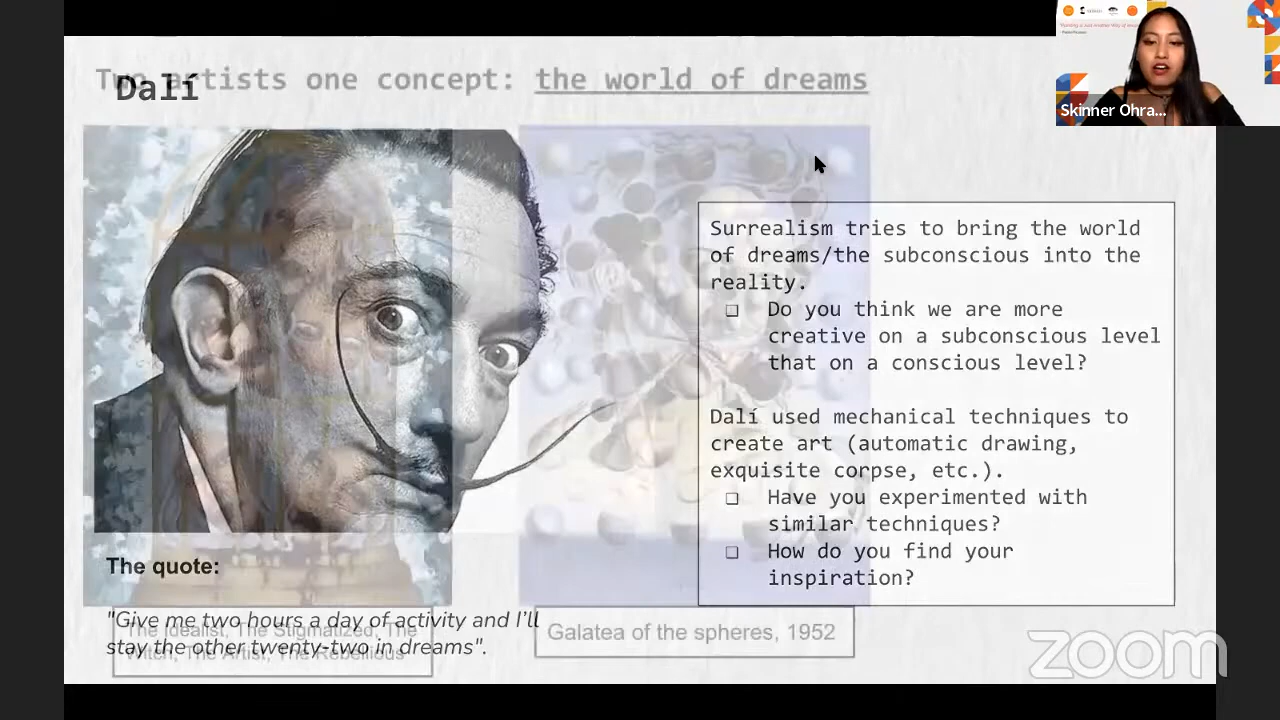 Two artists one concept: the world of dreams
Dalí
Surrealism tries to bring the world
of dreams/the subconscious into the
reality.
❏ Do you think we are more
creative on a subconscious level
that on a conscious level?
Dalí used mechanical techniques to
create art (automatic drawing,
exquisite corpse, etc.).
❏ Have you experimented with
similar techniques?
❏ How do you find your
inspiration?
The quote:
"Give me two hours a day of activity and I’ll
stay the other twenty-two in dreams".
The Idealist, The Stigmatized, The
Witch, The Artist, The Rebellious
Galatea of the spheres, 1952
Skinner Ohra...
zoom